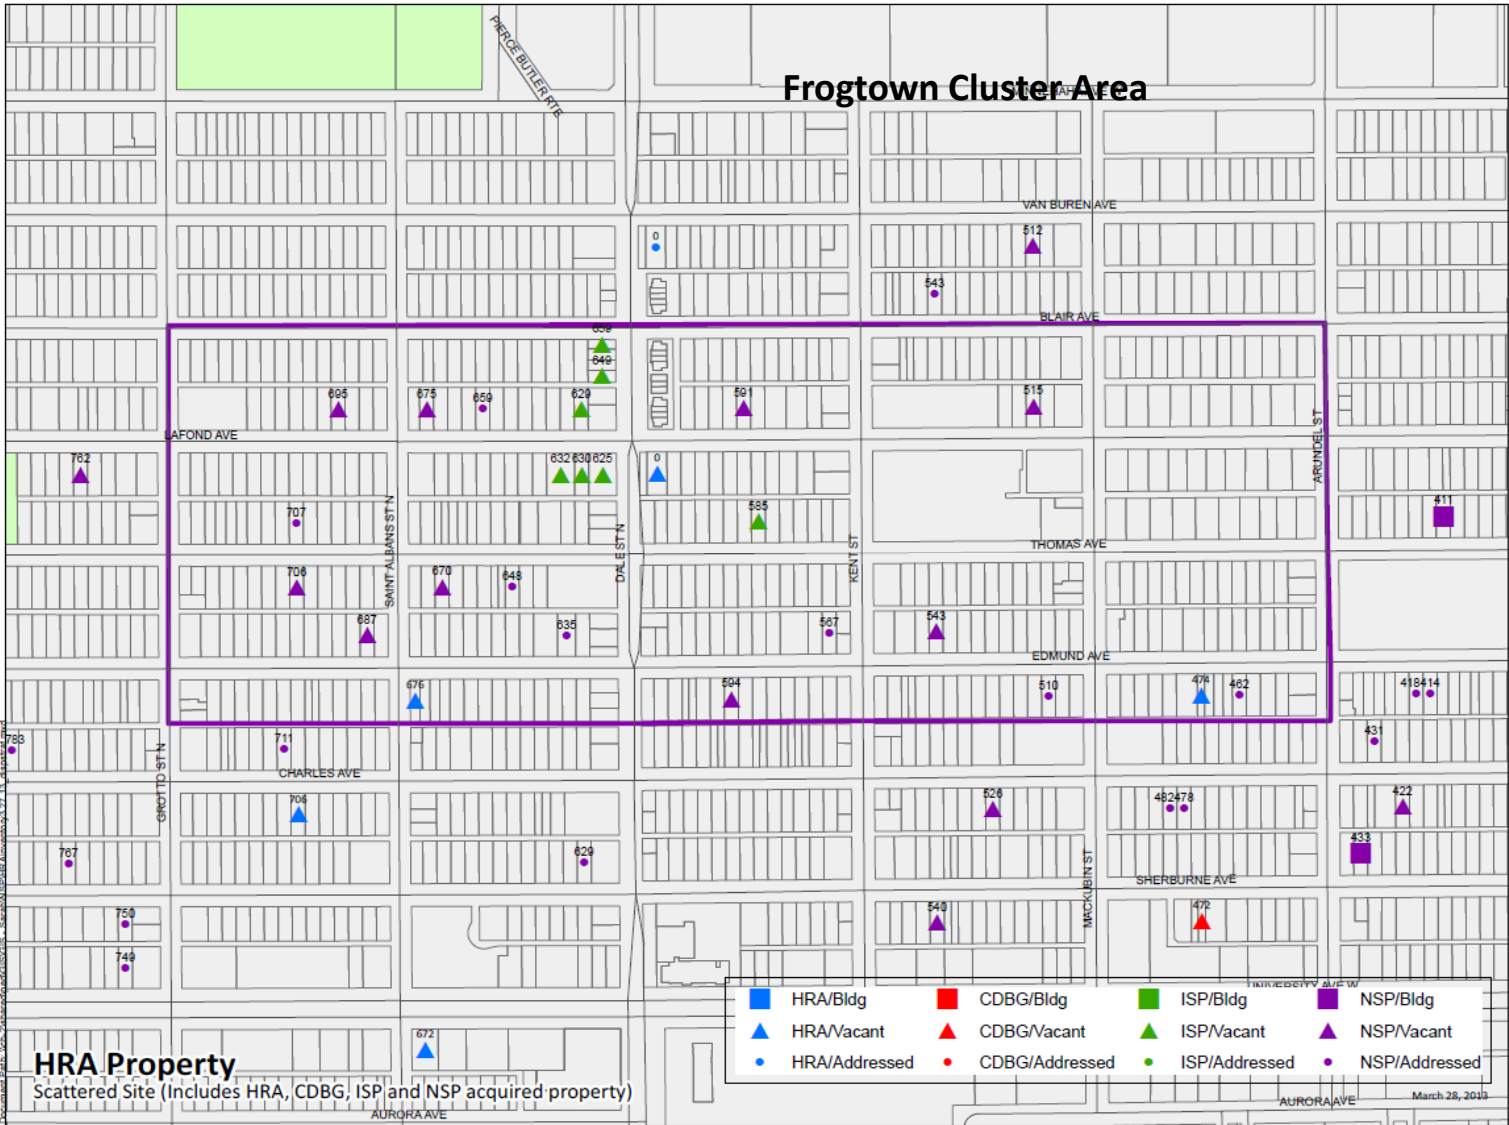 PIERCE BUTLER RTE
Frogtown Cluster Area
VAN BUREN AVE
0
512
543
BLAIR AVE
659
649
695
675
659
629
591
515
LAFOND AVE
ARUNDEL ST
762
632 630 625
0
411
707
585
SAINT ALBANS ST N
DALE ST N
KENT ST
THOMAS AVE
706
670
648
687
635
567
543
EDMUND AVE
676
594
510
474
462
418 414
783
711
431
GROTTO ST N
CHARLES AVE
706
526
482 478
422
767
629
433
MACKUBIN ST
SHERBURNE AVE
750
540
472
749
UNIVERSITY AVE W
HRA/Bldg CDBG/Bldg ISP/Bldg NSP/Bldg
HRA/Vacant CDBG/Vacant ISP/Vacant NSP/Vacant
HRA/Addressed CDBG/Addressed ISP/Addressed NSP/Addressed
672
HRA Property
Scattered Site (Includes HRA, CDBG, ISP and NSP acquired property)
AURORA AVE
AURORA AVE
March 28, 2013